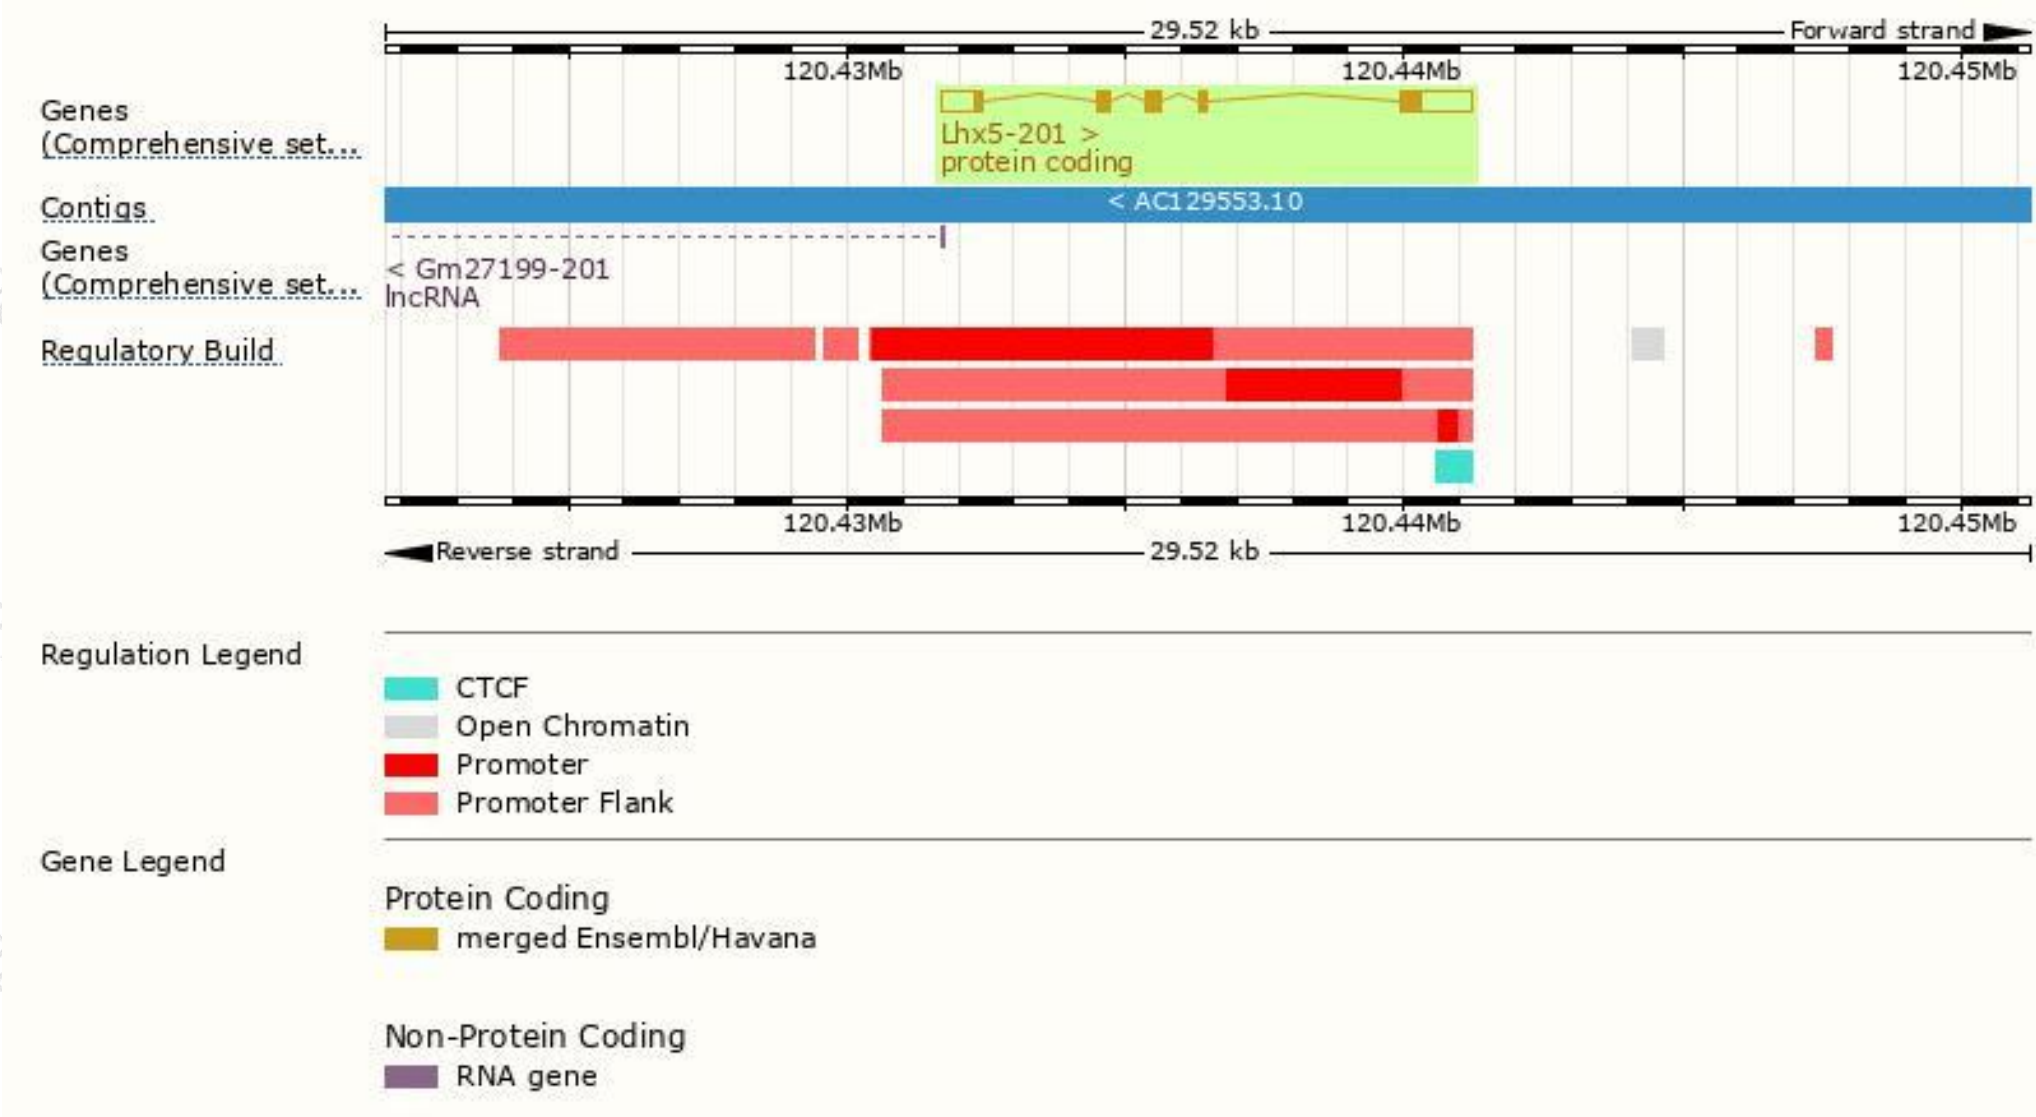 29.52 kb
Forward strand
120.43Mb
120.44Mb
120.45Mb
Genes
(Comprehensive set...
Lhx5-201 >
protein coding
Contigs
< AC129553.10
Genes
(Comprehensive set...
< Gm27199-201
lncRNA
Regulatory Build
120.43Mb
120.44Mb
120.45Mb
Reverse strand
29.52 kb
Regulation Legend
CTCF
Open Chromatin
Promoter
Promoter Flank
Gene Legend
Protein Coding
merged Ensembl/Havana
Non-Protein Coding
RNA gene